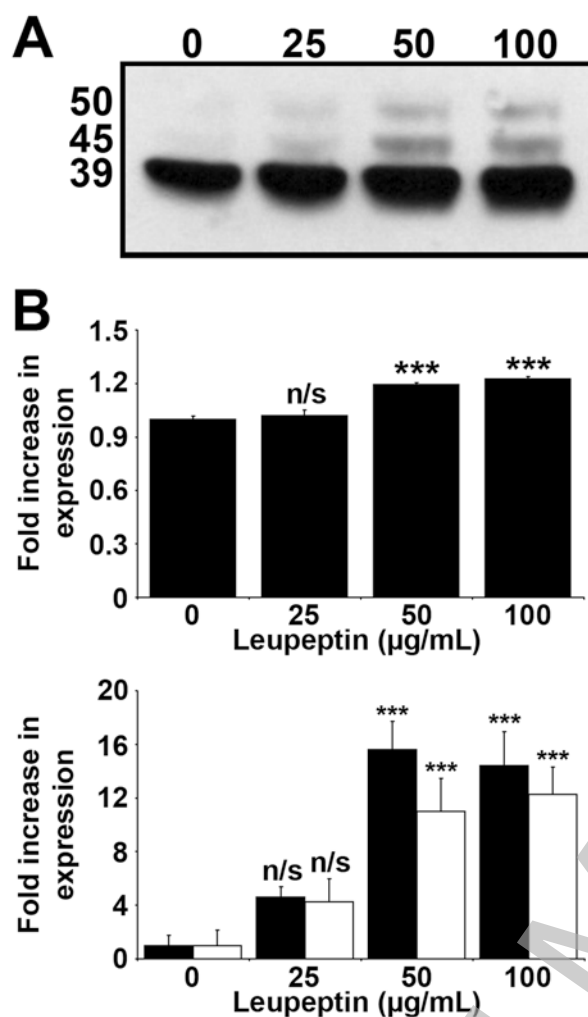 A
0 25 50 100
50
45
39
B
Fold increase in
expression
1.5
1.2
0.9
0.6
0.3
0
n/s
***
***
0 25 50 100
Leupeptin (µg/mL)
Fold increase in
expression
20
16
12
8
4
0
n/s n/s
***
***
***
***
0 25 50 100
Leupeptin (µg/mL)